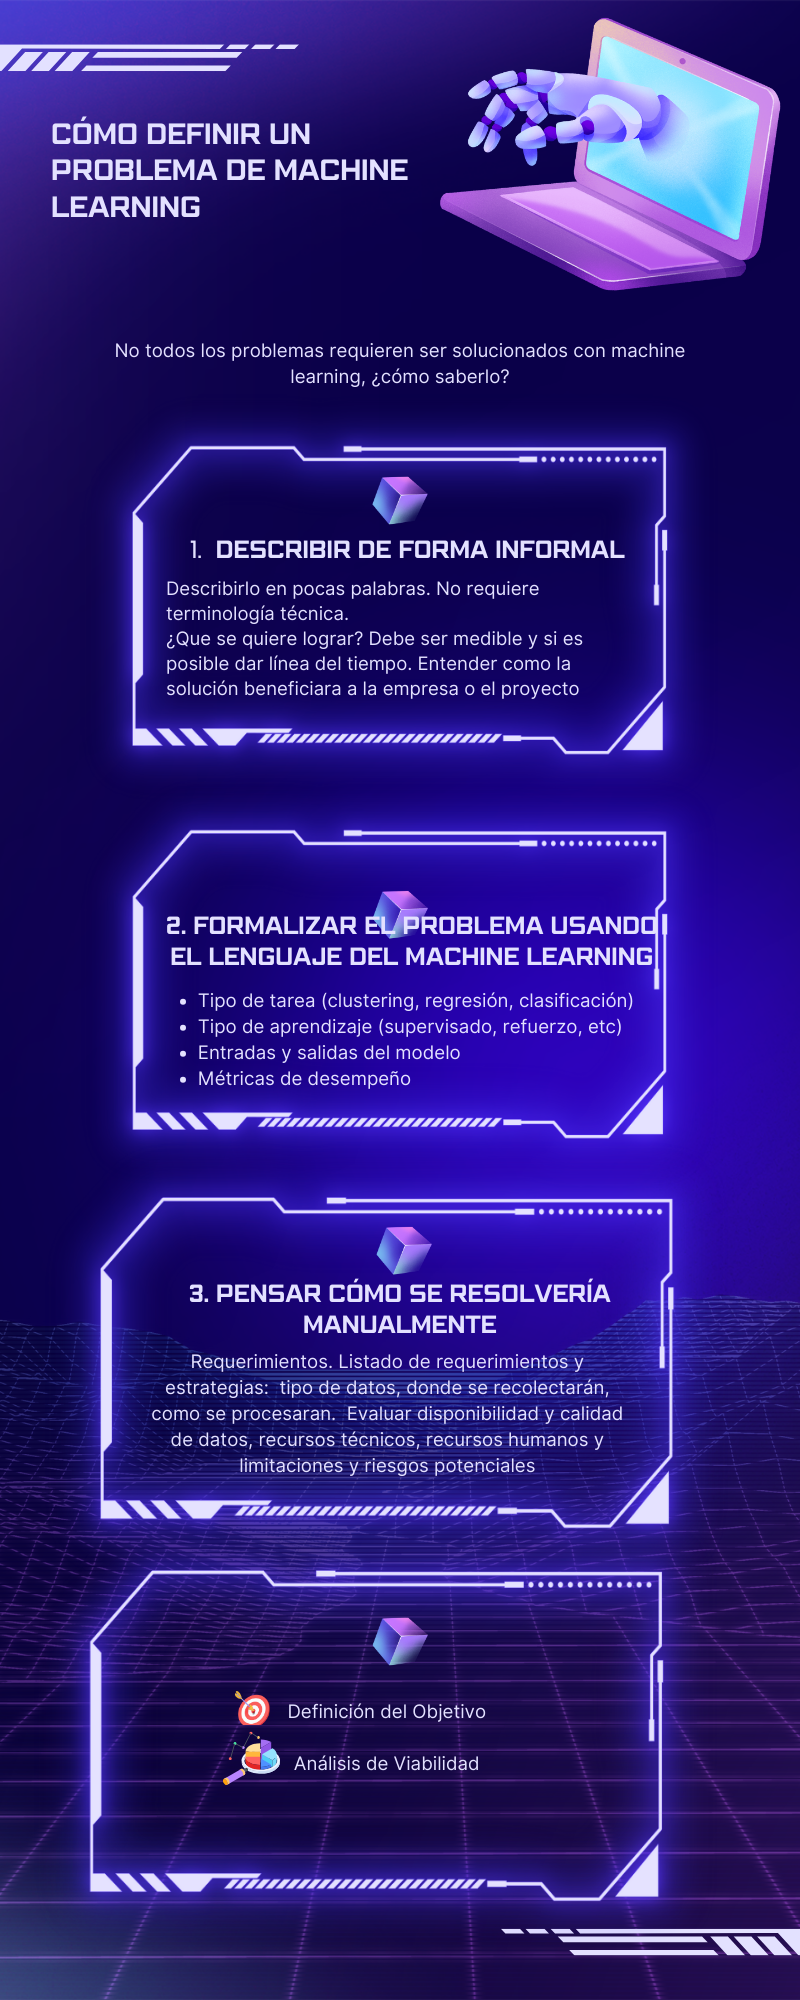 CÓMO DEFINIR UN
PROBLEMA DE MACHINE
LEARNING
No todos los problemas requieren ser solucionados con machine
learning, ¿cómo saberlo?
1. DESCRIBIR DE FORMA INFORMAL
Describirlo en pocas palabras. No requiere
terminología técnica.
¿Que se quiere lograr? Debe ser medible y si es
posible dar línea del tiempo. Entender como la
solución beneficiara a la empresa o el proyecto
2. FORMALIZAR EL PROBLEMA USANDO
EL LENGUAJE DEL MACHINE LEARNING
• Tipo de tarea (clustering, regresión, clasificación)
• Tipo de aprendizaje (supervisado, refuerzo, etc)
• Entradas y salidas del modelo
• Métricas de desempeño
3. PENSAR CÓMO SE RESOLVERÍA
MANUALMENTE
Requerimientos. Listado de requerimientos y
estrategias: tipo de datos, donde se recolectarán,
como se procesaran. Evaluar disponibilidad y calidad
de datos, recursos técnicos, recursos humanos y
limitaciones y riesgos potenciales
Definición del Objetivo
Análisis de Viabilidad